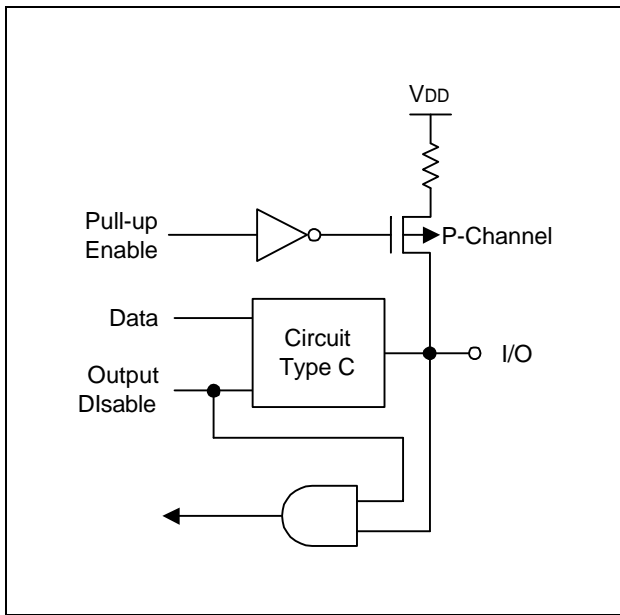 VDD
Pull-up
Enable
P-Channel
Data
Circuit
Type C
I/O
Output
DIsable